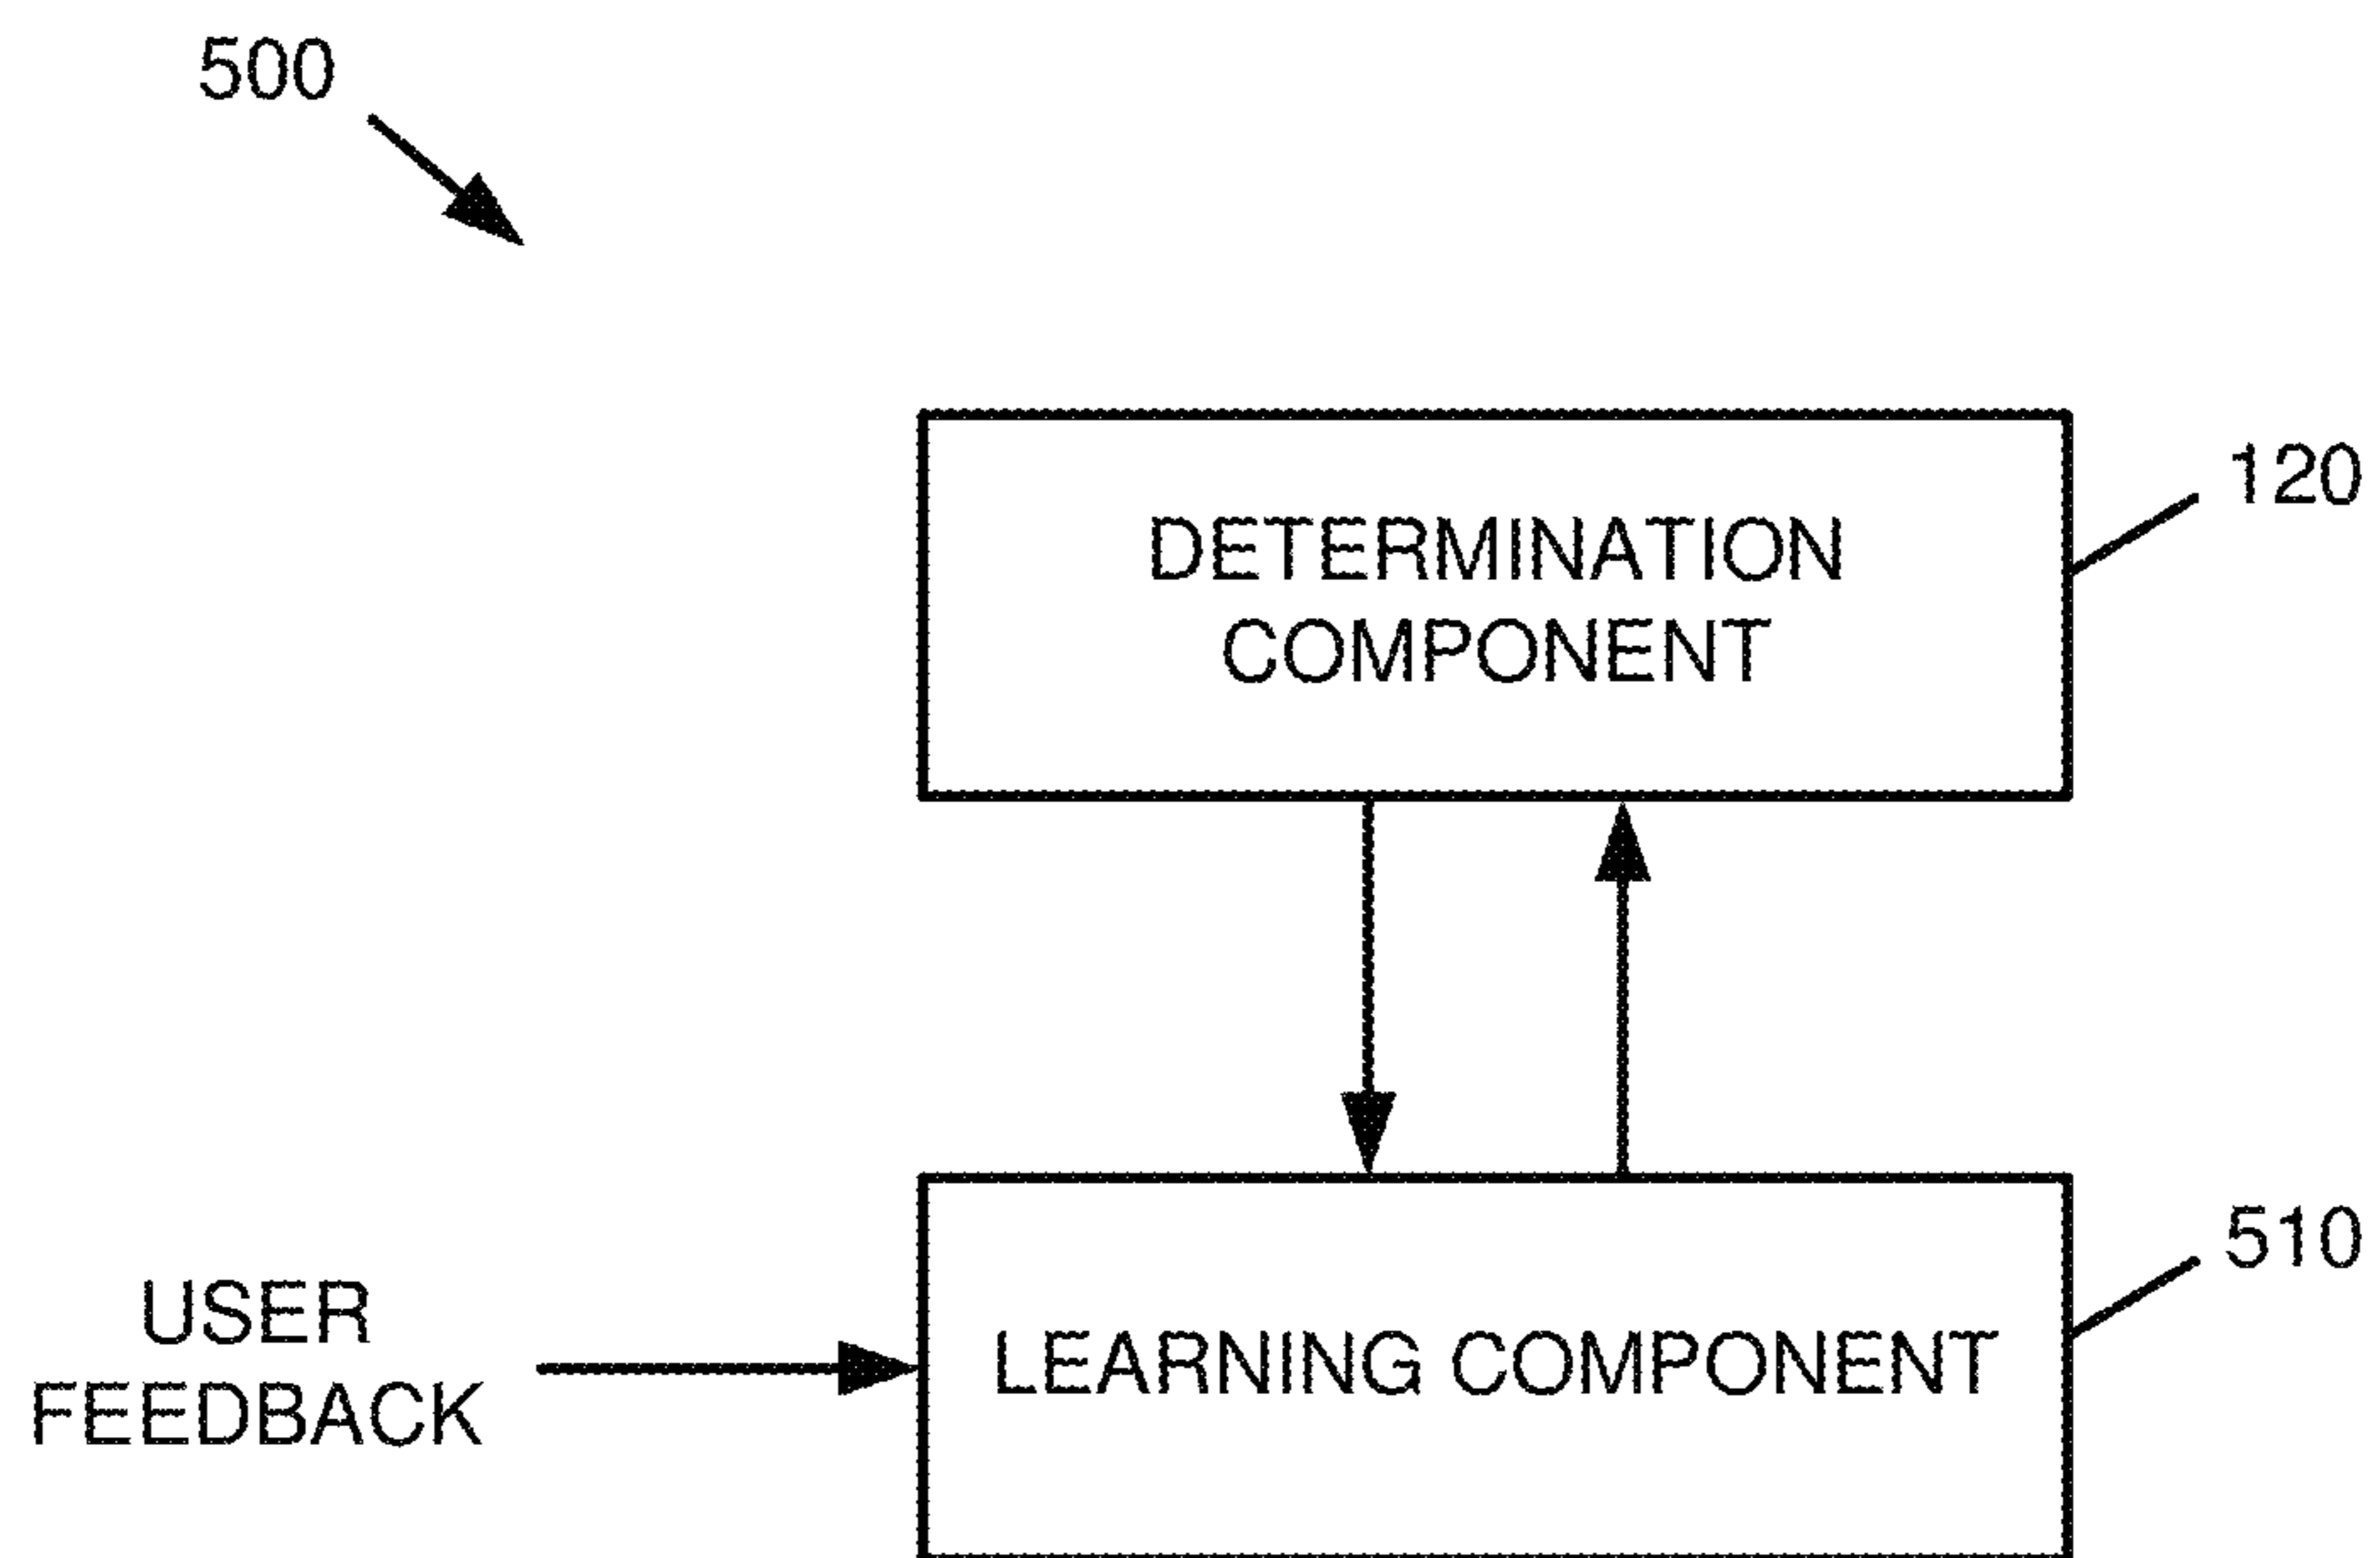 500
120
DETERMINATION
COMPONENT
510
USER
FEEDBACK
LEARNING COMPONENT